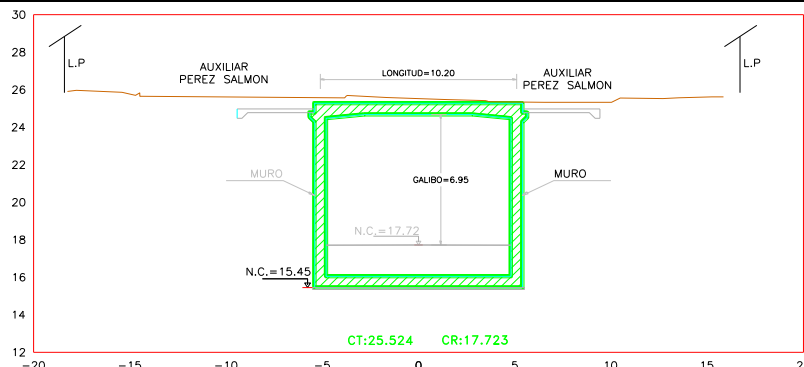 30
28
26
24
22
20
18
16
14
12
L.P
AUXILIAR
PEREZ SALMON
LONGITUD=10.20
AUXILIAR
PEREZ SALMON
L.P
MURO
GALIBO=6.95
MURO
N.C.=17.72
N.C.=15.45
CT:25.524 CR:17.723
-20 -15 -10 -5 0 5 10 15